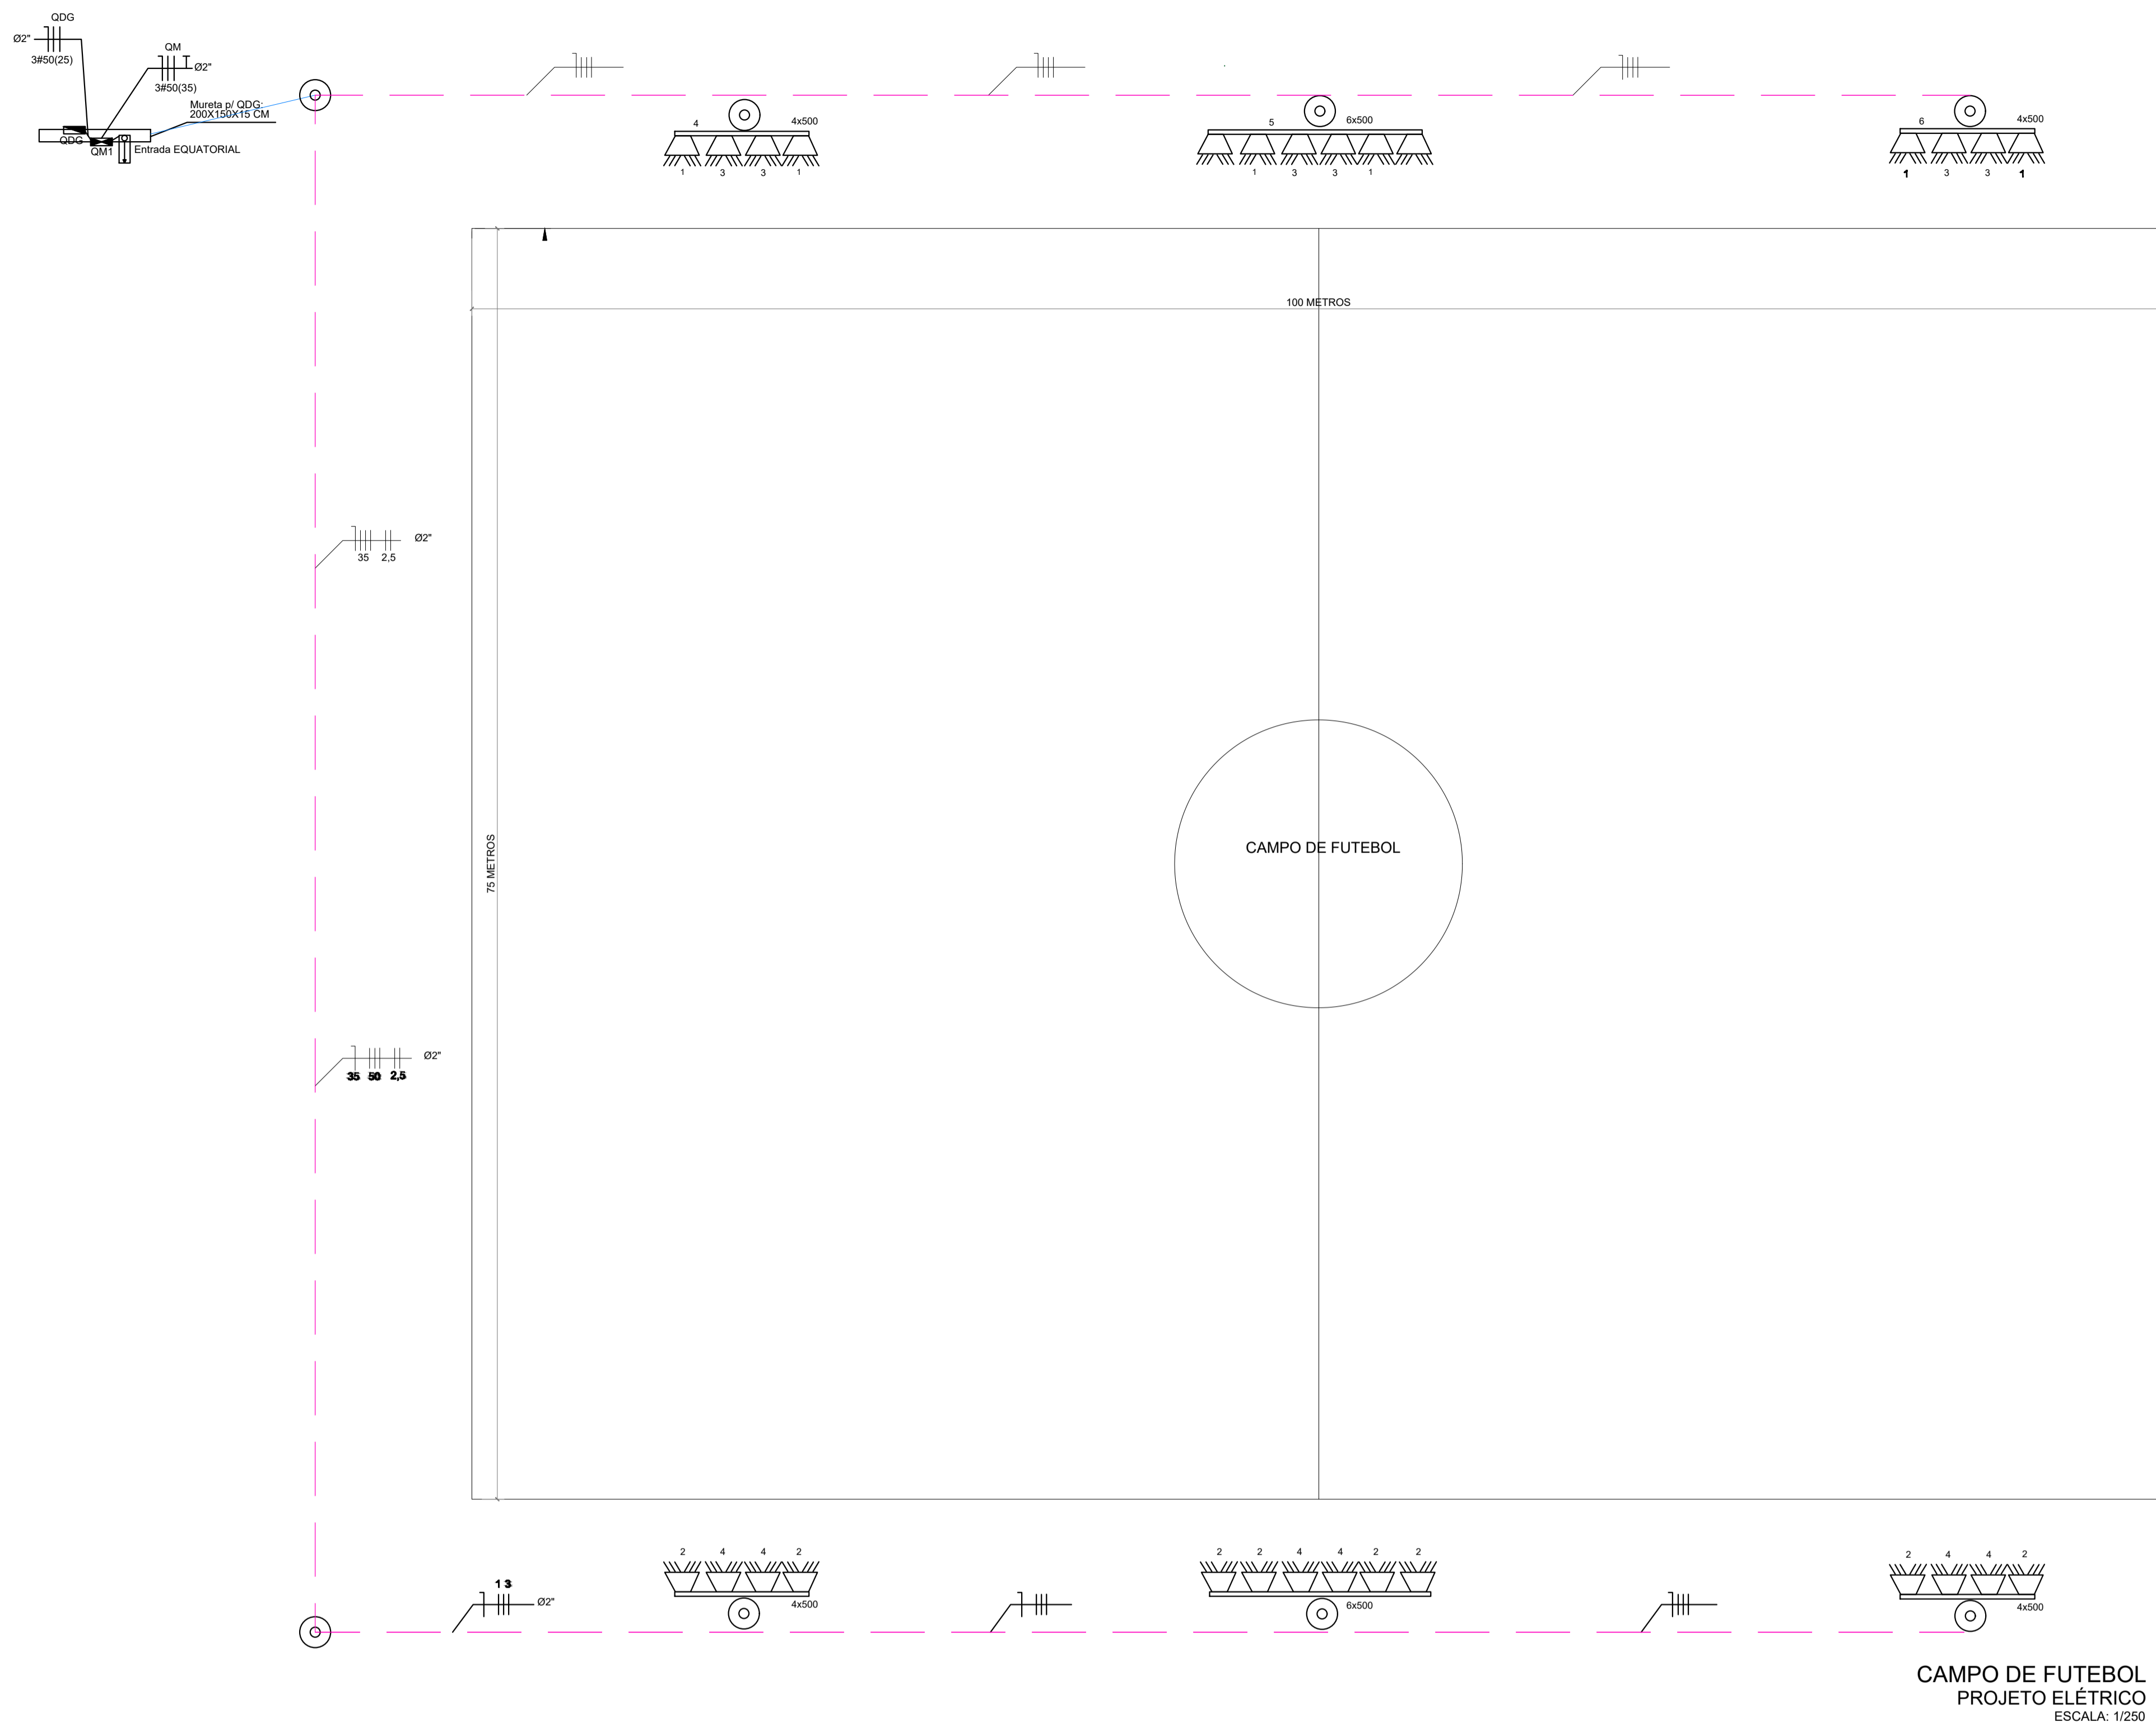 QDG
Ø2"
3#50(25)
QM
Ø2"
3#50(35)
Mureta p/ QDG:
200X150X15 CM
QDG
QM1
Entrada EQUATORIAL
4
4x500
1 3 3 1
5
6x500
1 3 3 1
6
4x500
1 3 3 1
100 METROS
35 2,5
Ø2"
75 METROS
CAMPO DE FUTEBOL
35 50 2,5
Ø2"
2 4 4 2
4x500
2 2 4 4 2 2
6x500
2 4 4 2
4x500
1 3
Ø2"
CAMPO DE FUTEBOL
PROJETO ELÉTRICO
ESCALA: 1/250